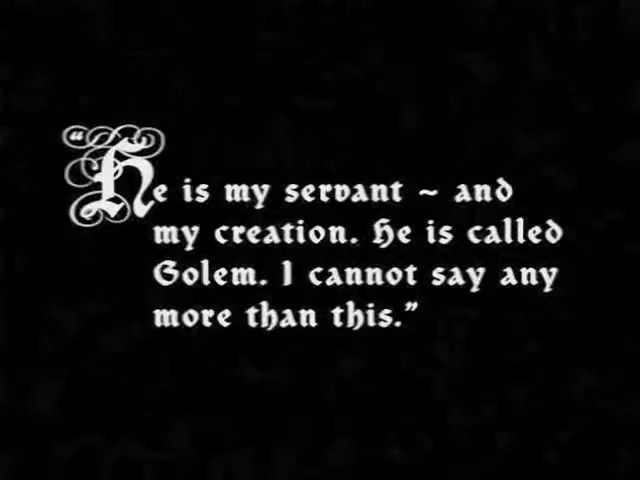 "He is my servant ~ and
my creation. He is called
Golem. I cannot say any
more than this."